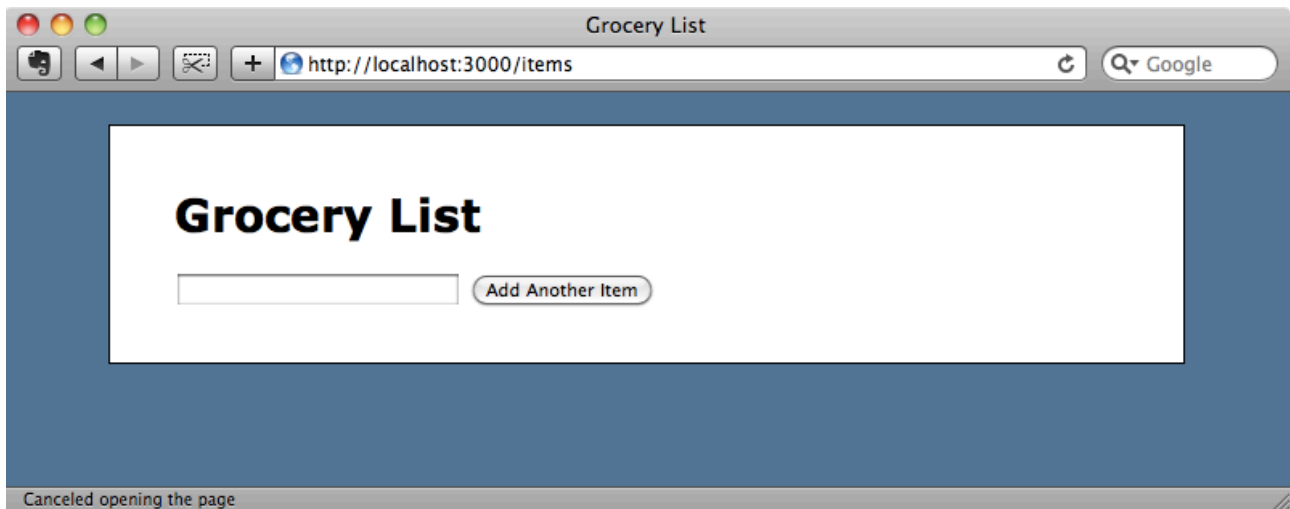 Grocery List
http://localhost:3000/items
Google
Grocery List
Add Another Item
Canceled opening the page